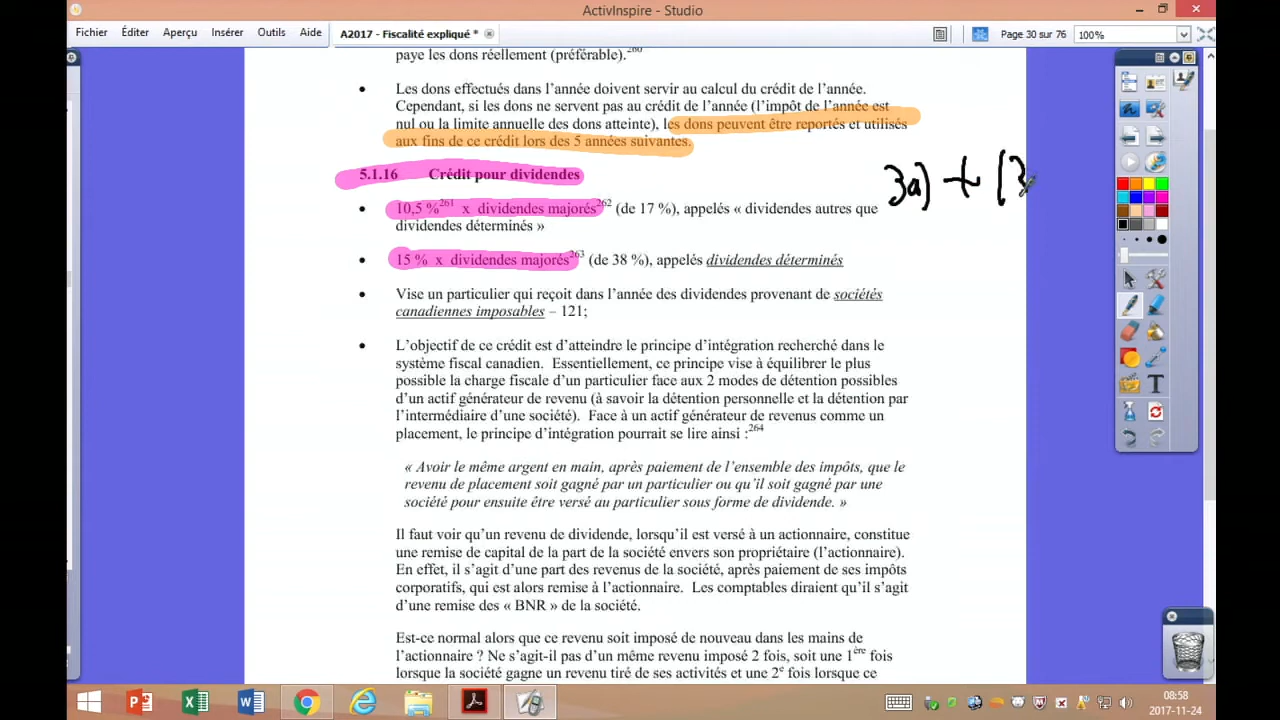 ActivInspire - Studio
Fichier Éditer Aperçu Insérer Outils Aide A2017 - Fiscalité expliqué * Page 30 sur 76 100%
paye les dons réellement (préférable).260
• Les dons effectués dans l'année doivent servir au calcul du crédit de l'année.
Cependant, si les dons ne servent pas au crédit de l'année (l'impôt de l'année est
nul ou la limite annuelle des dons atteinte), les dons peuvent être reportés et utilisés
aux fins de ce crédit lors des 5 années suivantes.
5.1.16 Crédit pour dividendes
3a) + (3
• 10,5 %261 x dividendes majorés262 (de 17 %), appelés « dividendes autres que
dividendes déterminés »
• 15 % x dividendes majorés263 (de 38 %), appelés dividendes déterminés
• Vise un particulier qui reçoit dans l'année des dividendes provenant de sociétés
canadiennes imposables – 121;
• L'objectif de ce crédit est d'atteindre le principe d'intégration recherché dans le
système fiscal canadien. Essentiellement, ce principe vise à équilibrer le plus
possible la charge fiscale d'un particulier face aux 2 modes de détention possibles
d'un actif générateur de revenu (à savoir la détention personnelle et la détention par
l'intermédiaire d'une société). Face à un actif générateur de revenus comme un
placement, le principe d'intégration pourrait se lire ainsi :264
« Avoir le même argent en main, après paiement de l'ensemble des impôts, que le
revenu de placement soit gagné par un particulier ou qu'il soit gagné par une
société pour ensuite être versé au particulier sous forme de dividende. »
Il faut voir qu'un revenu de dividende, lorsqu'il est versé à un actionnaire, constitue
une remise de capital de la part de la société envers son propriétaire (l'actionnaire).
En effet, il s'agit d'une part des revenus de la société, après paiement de ses impôts
corporatifs, qui est alors remise à l'actionnaire. Les comptables diraient qu'il s'agit
d'une remise des « BNR » de la société.
Est-ce normal alors que ce revenu soit imposé de nouveau dans les mains de
l'actionnaire ? Ne s'agit-il pas d'un même revenu imposé 2 fois, soit une 1ère fois
lorsque la société gagne un revenu tiré de ses activités et une 2e fois lorsque ce
08:58
2017-11-24